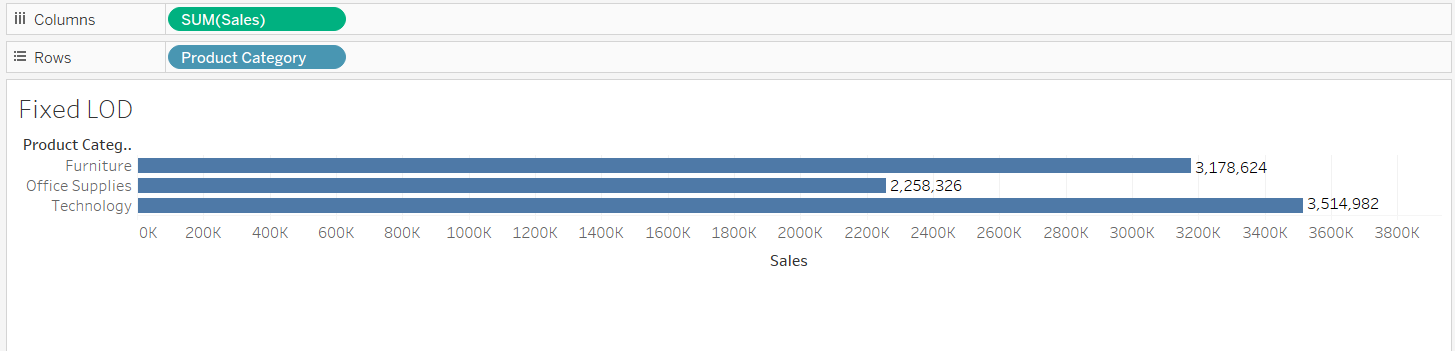 Columns SUM(Sales)
Rows Product Category
Fixed LOD
Product Categ..
Furniture 3,178,624
Office Supplies 2,258,326
Technology 3,514,982
0K 200K 400K 600K 800K 1000K 1200K 1400K 1600K 1800K 2000K 2200K 2400K 2600K 2800K 3000K 3200K 3400K 3600K 3800K
Sales